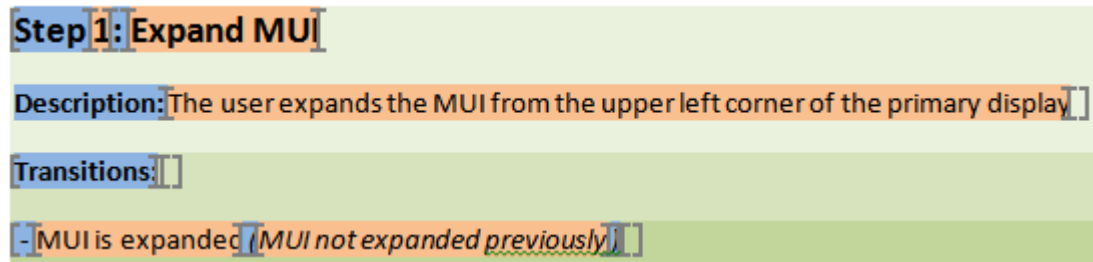 Step 1: Expand MUI
Description: The user expands the MUI from the upper left corner of the primary display
Transitions:
- MUI is expanded (MUI not expanded previously)